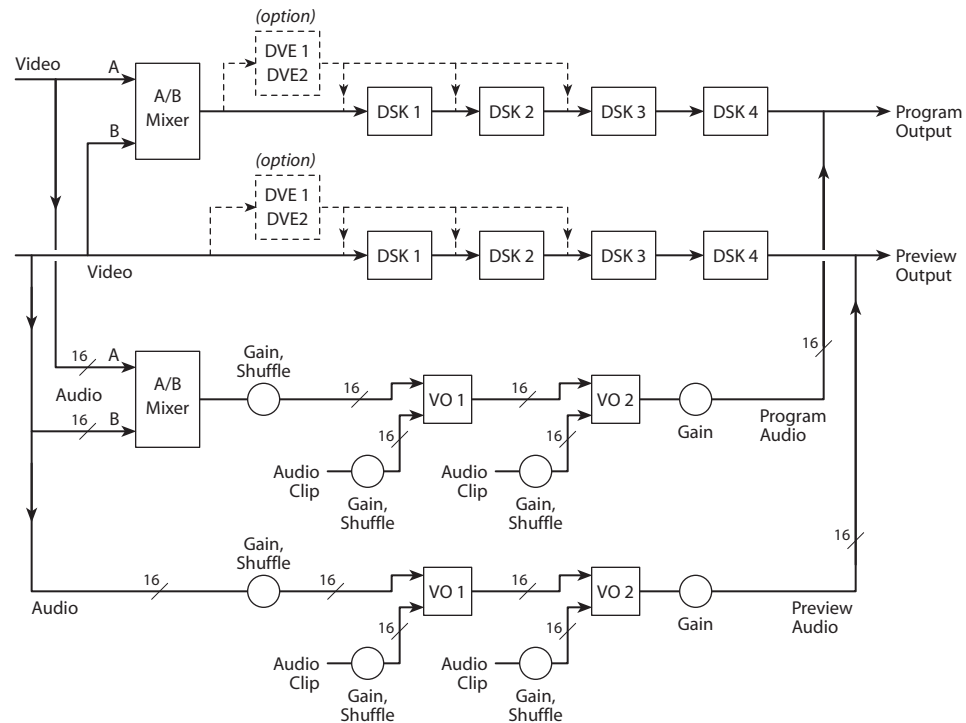 (option)
Video
A
DVE 1
DVE2
A/B
Mixer
DSK 1
DSK 2
DSK 3
DSK 4
Program
Output
B
(option)
DVE 1
DVE2
Video
DSK 1
DSK 2
DSK 3
DSK 4
Preview
Output
16
A
Audio
16
B
A/B
Mixer
Gain,
Shuffle
16
VO 1
16
VO 2
Gain
16
Program
Audio
16
Audio
Clip
Gain,
Shuffle
16
Audio
Clip
Gain,
Shuffle
Audio
16
Gain,
Shuffle
16
VO 1
16
VO 2
Gain
16
Preview
Audio
16
Audio
Clip
Gain,
Shuffle
16
Audio
Clip
Gain,
Shuffle